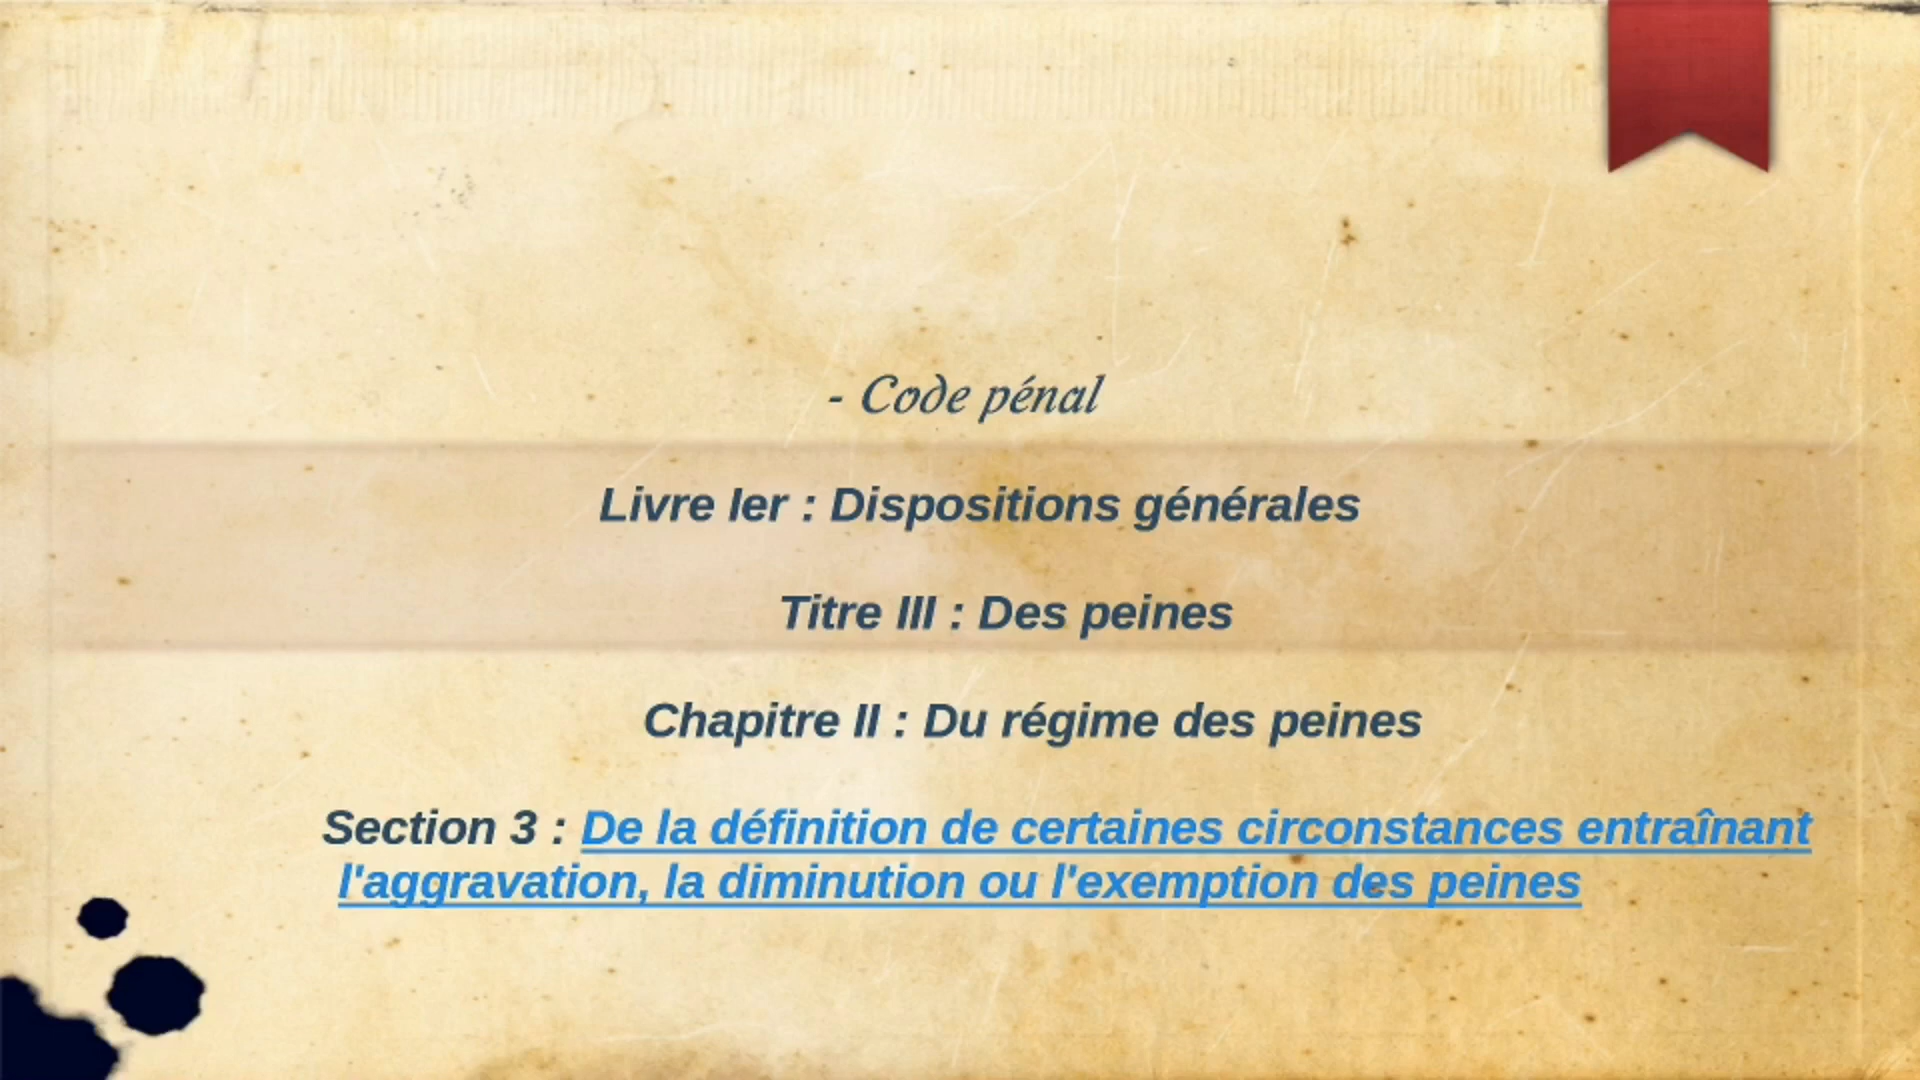 - Code pénal
Livre Ier : Dispositions générales
Titre III : Des peines
Chapitre II : Du régime des peines
Section 3 : De la définition de certaines circonstances entraînant
l'aggravation, la diminution ou l'exemption des peines